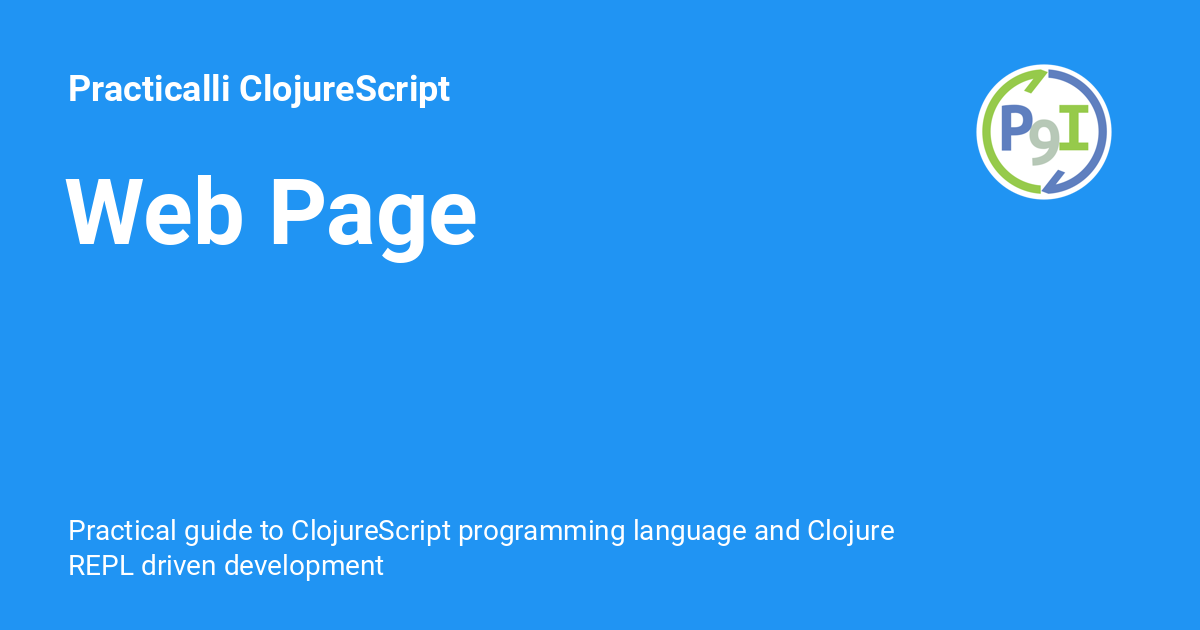 Practicalli ClojureScript
Web Page
P9I
Practical guide to ClojureScript programming language and Clojure
REPL driven development